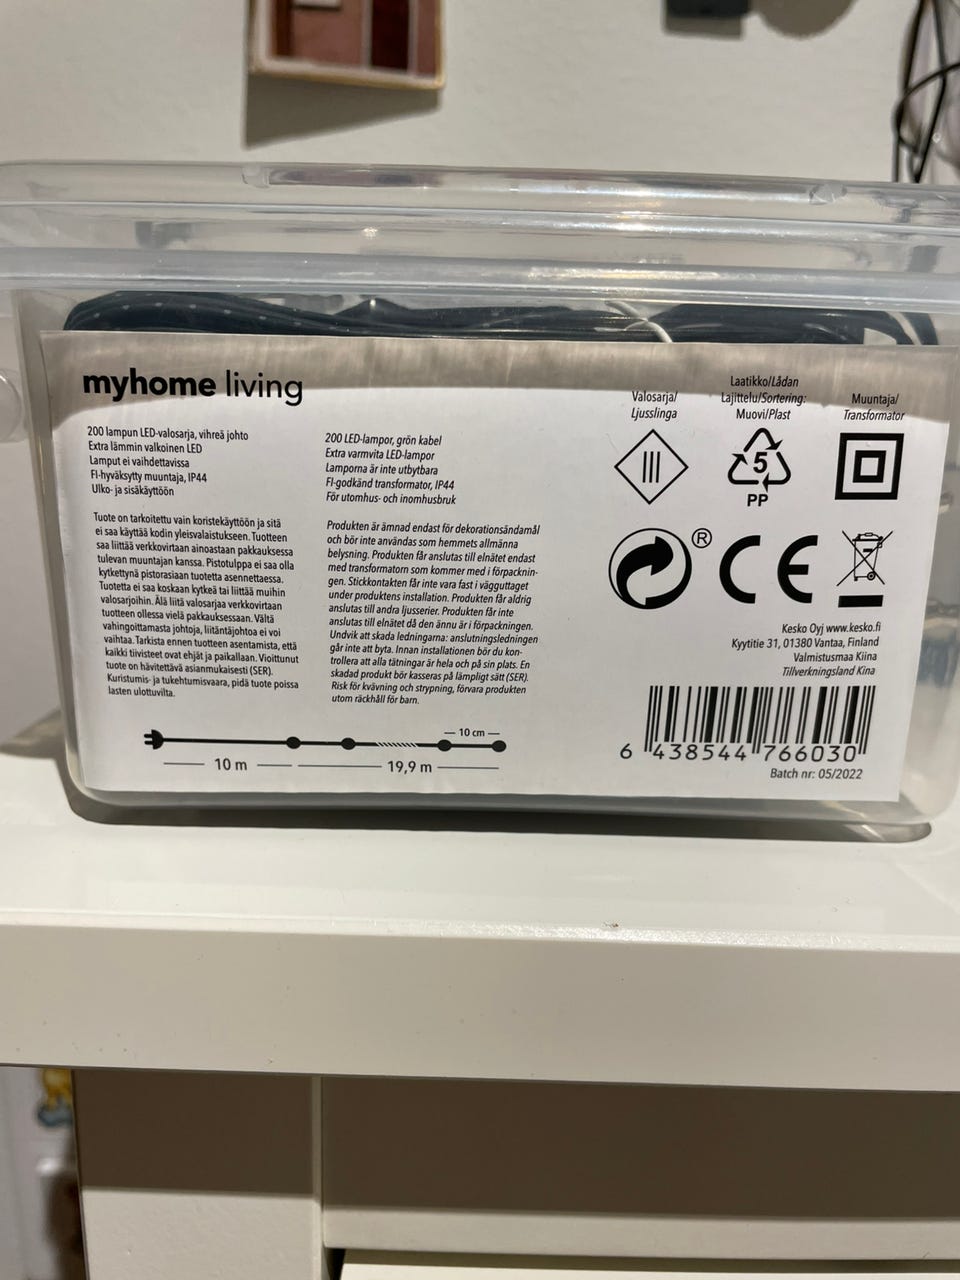 myhome living
200 lampun LED-valosarja, vihreä johto
Extra lämmin valkoinen LED
Lamput ei vaihdettavissa
FI-hyväksytty muuntaja, IP44
Ulko- ja sisäkäyttöön
Tuote on tarkoitettu vain koristekäyttöön ja sitä
ei saa käyttää kodin yleisvalaistukseen. Tuotteen
saa liittää verkkovirtaan ainoastaan pakkauksessa
tulevan muuntajan kanssa. Pistotulppa ei saa olla
kytkettynä pistorasiaan tuotetta asennettaessa.
Tuotetta ei saa koskaan kytkeä tai liittää muihin
valosarjoihin. Älä liitä valosarjaa verkkovirtaan
tuotteen ollessa vielä pakkauksessaan. Vältä
vahingoittamasta johtoja, liitäntäjohtoa ei voi
vaihtaa. Tarkista ennen tuotteen asentamista, että
kaikki tiivisteet ovat ehjät ja paikallaan. Vioittunut
tuote on hävitettävä asianmukaisesti (SER).
Kuristumis- ja tukehtumisvaara, pidä tuote poissa
lasten ulottuvilta.
200 LED-lampor, grön kabel
Extra varmvita LED-lampor
Lamporna är inte utbytbara
FI-godkänd transformator, IP44
För utomhus- och inomhusbruk
Produkten är ämnad endast för dekorationsändamål
och bör inte användas som hemmets allmänna
belysning. Produkten får anslutas till elnätet endast
med transformatorn som kommer med i förpacknin-
gen. Stickkontakten får inte vara fast i vägguttaget
under produktens installation. Produkten får aldrig
anslutas till andra ljusserier. Produkten får inte
anslutas till elnätet då den ännu är i förpackningen.
Undvik att skada ledningarna: anslutningsledningen
går inte att byta. Innan installationen bör du kon-
trollera att alla tätningar är hela och på sin plats. En
skadad produkt bör kasseras på lämpligt sätt (SER).
Risk för kvävning och strypning, förvara produkten
utom räckhåll för barn.
10 m
19,9 m
10 cm
Valosarja/
Ljusslinga
Laatikko/Lådan
Lajittelu/Sortering:
Muovi/Plast
Muuntaja/
Transformator
5
PP
®
CE
Kesko Oyj www.kesko.fi
Kyytitie 31, 01380 Vantaa, Finland
Valmistusmaa Kiina
Tillverkningsland Kina
6 438544 766030
Batch nr: 05/2022